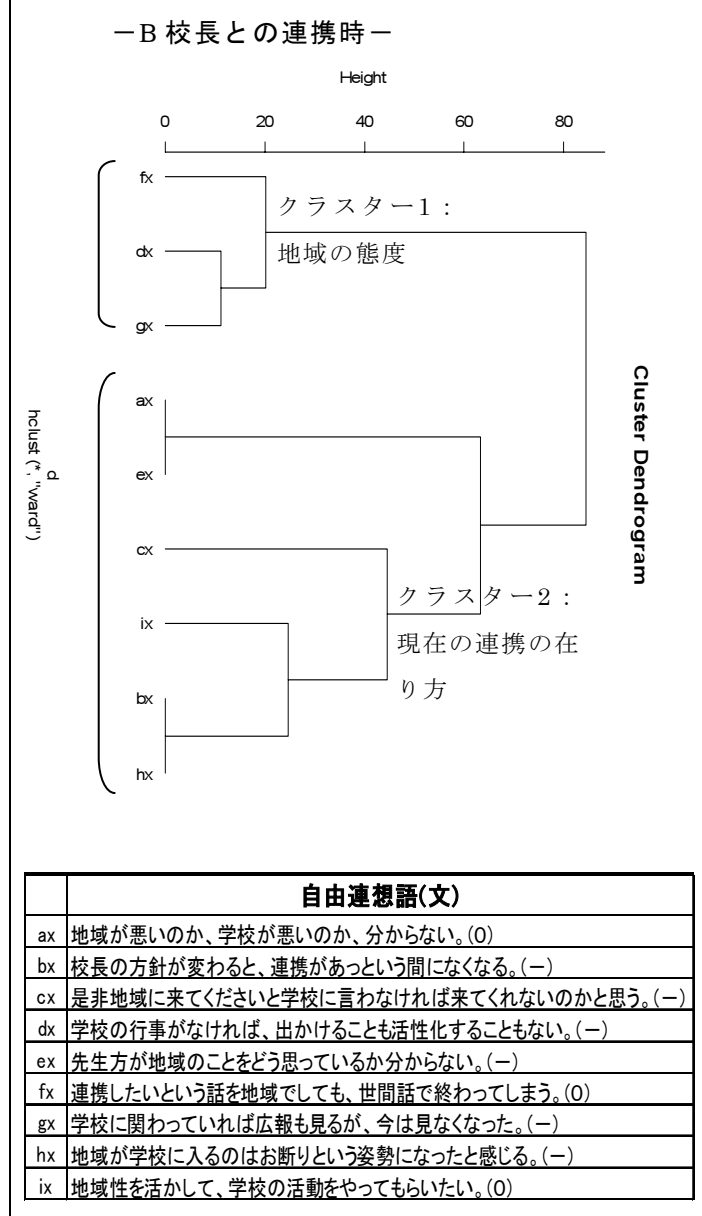 －B 校長との連携時－
Height
0 20 40 60 80
fx
クラスター1：
地域の態度
dx
gx
ax
ex
cx
クラスター2：
現在の連携の在
り方
ix
bx
hx
Cluster Dendrogram
d
hclust (*, "ward")
自由連想語(文)
ax 地域が悪いのか、学校が悪いのか、分からない。(0)
bx 校長の方針が変わると、連携があっという間になくなる。(－)
cx 是非地域に来てくださいと学校に言わなければ来てくれないのかと思う。(－)
dx 学校の行事がなければ、出かけることも活性化することもない。(－)
ex 先生方が地域のことをどう思っているか分からない。(－)
fx 連携したいという話を地域でしても、世間話で終わってしまう。(0)
gx 学校に関わっていれば広報も見るが、今は見なくなった。(－)
hx 地域が学校に入るのはお断りという姿勢になったと感じる。(－)
ix 地域性を活かして、学校の活動をやってもらいたい。(0)